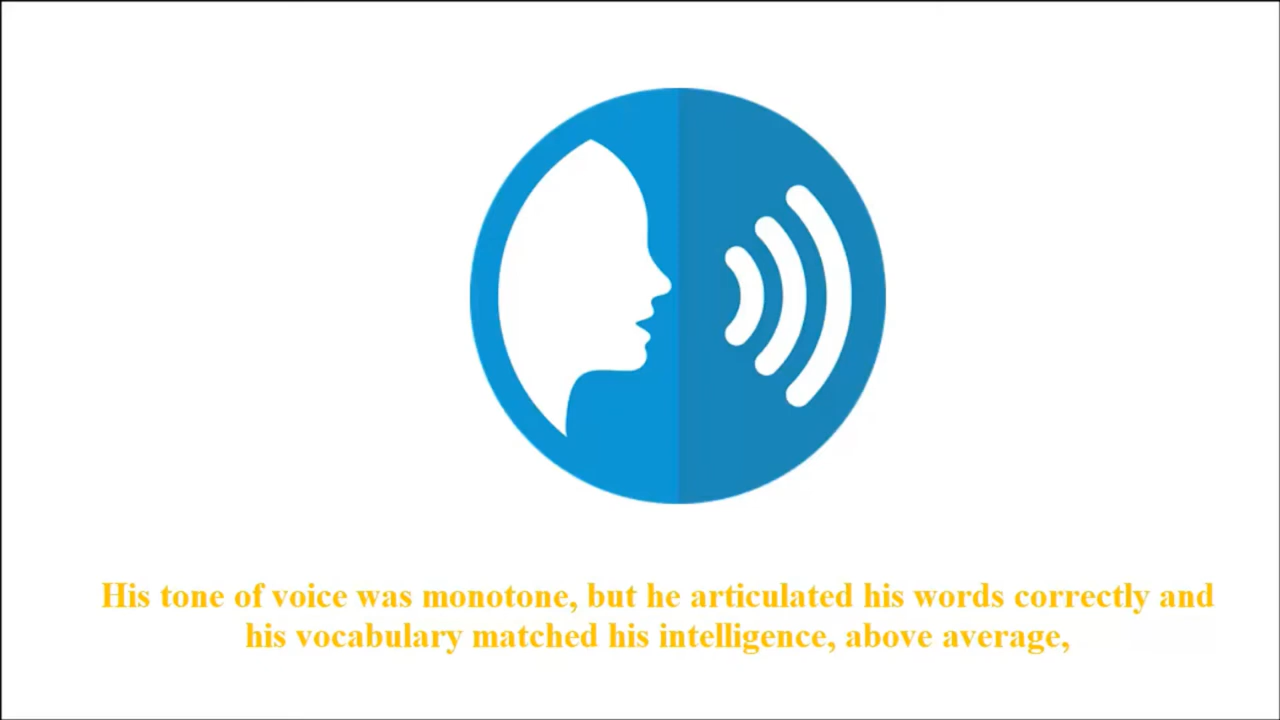 His tone of voice was monotone, but he articulated his words correctly and
his vocabulary matched his intelligence, above average,